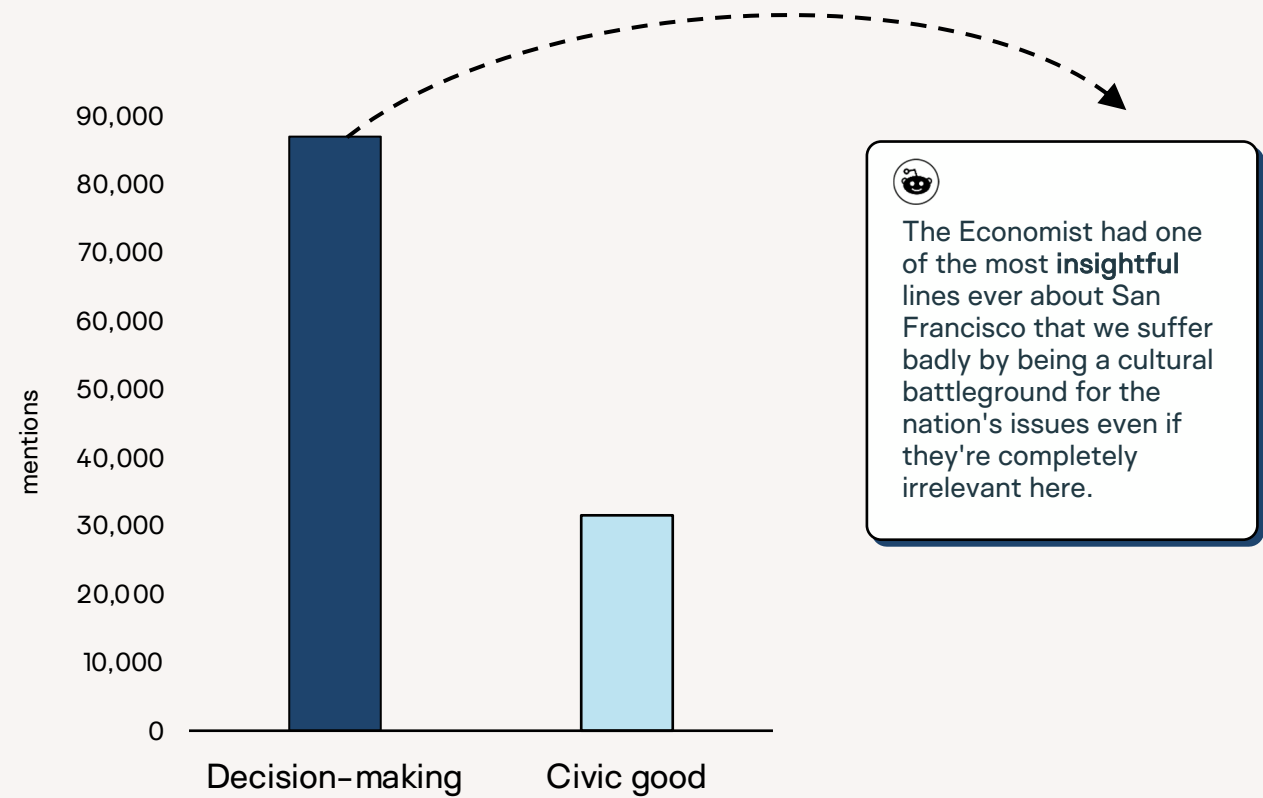 90,000
80,000
70,000
60,000
50,000
40,000
30,000
20,000
10,000
0
mentions
Decision-making
Civic good
The Economist had one
of the most insightful
lines ever about San
Francisco that we suffer
badly by being a cultural
battleground for the
nation's issues even if
they're completely
irrelevant here.